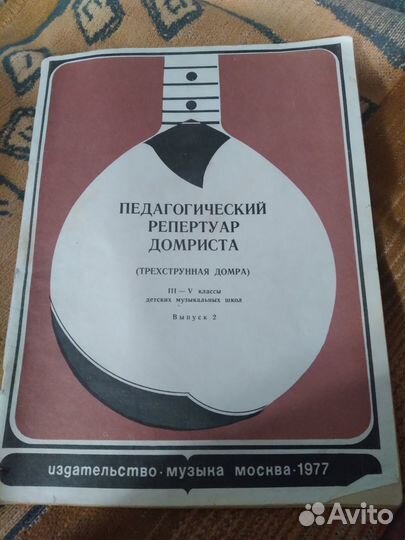 ПЕДАГОГИЧЕСКИЙ
РЕПЕРТУАР
ДОМРИСТА
(ТРЕХСТРУННАЯ ДОМРА)
III — V классы
детских музыкальных школ
Выпуск 2
издательство · музыка москва · 1977
Avito